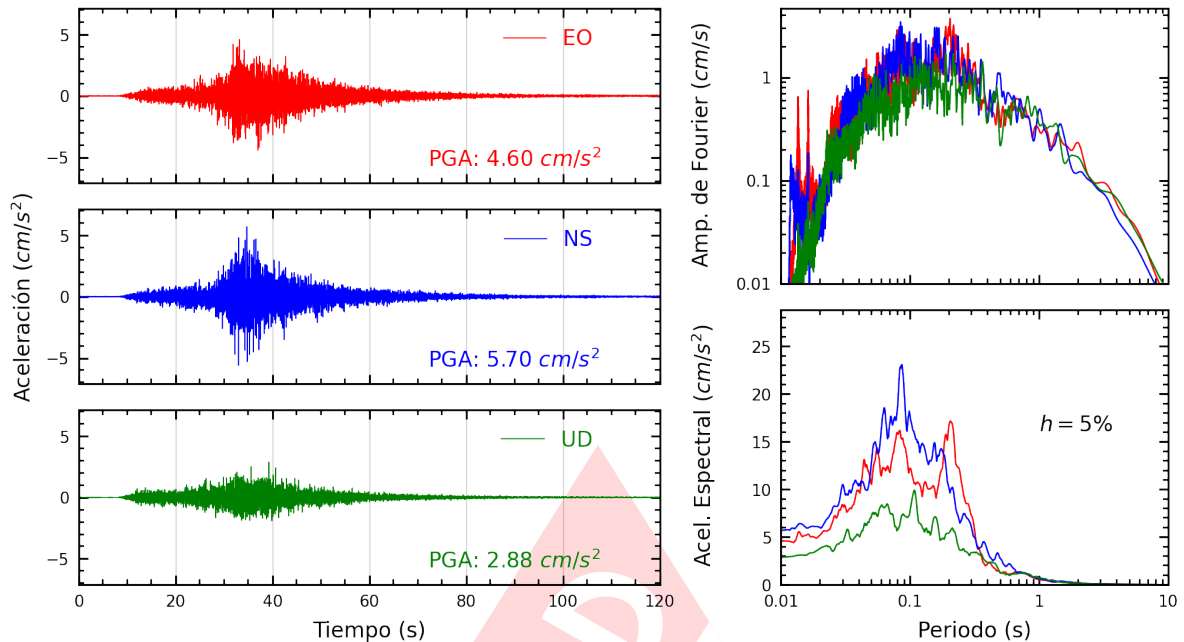 Aceleración (cm/s²)
5
0
−5
EO
PGA: 4.60 cm/s²
5
0
−5
NS
PGA: 5.70 cm/s²
5
0
−5
UD
PGA: 2.88 cm/s²
0 20 40 60 80 100 120
Tiempo (s)
Amp. de Fourier (cm/s)
1
0.1
0.01
Acel. Espectral (cm/s²)
25
20
15
10
5
0
h = 5%
0.01 0.1 1 10
Periodo (s)